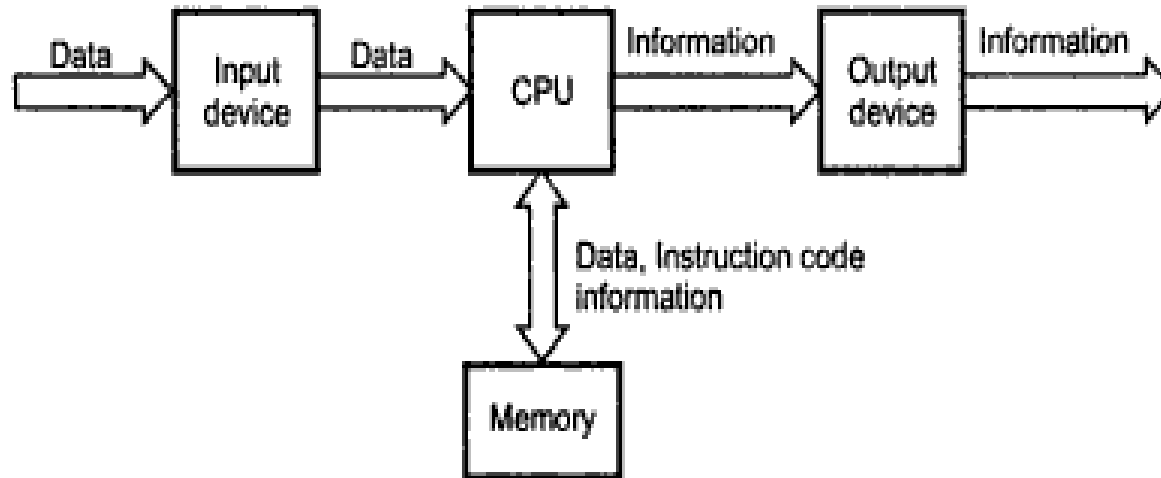 Data
Input
device
Data
CPU
Information
Output
device
Information
Data, Instruction code
information
Memory